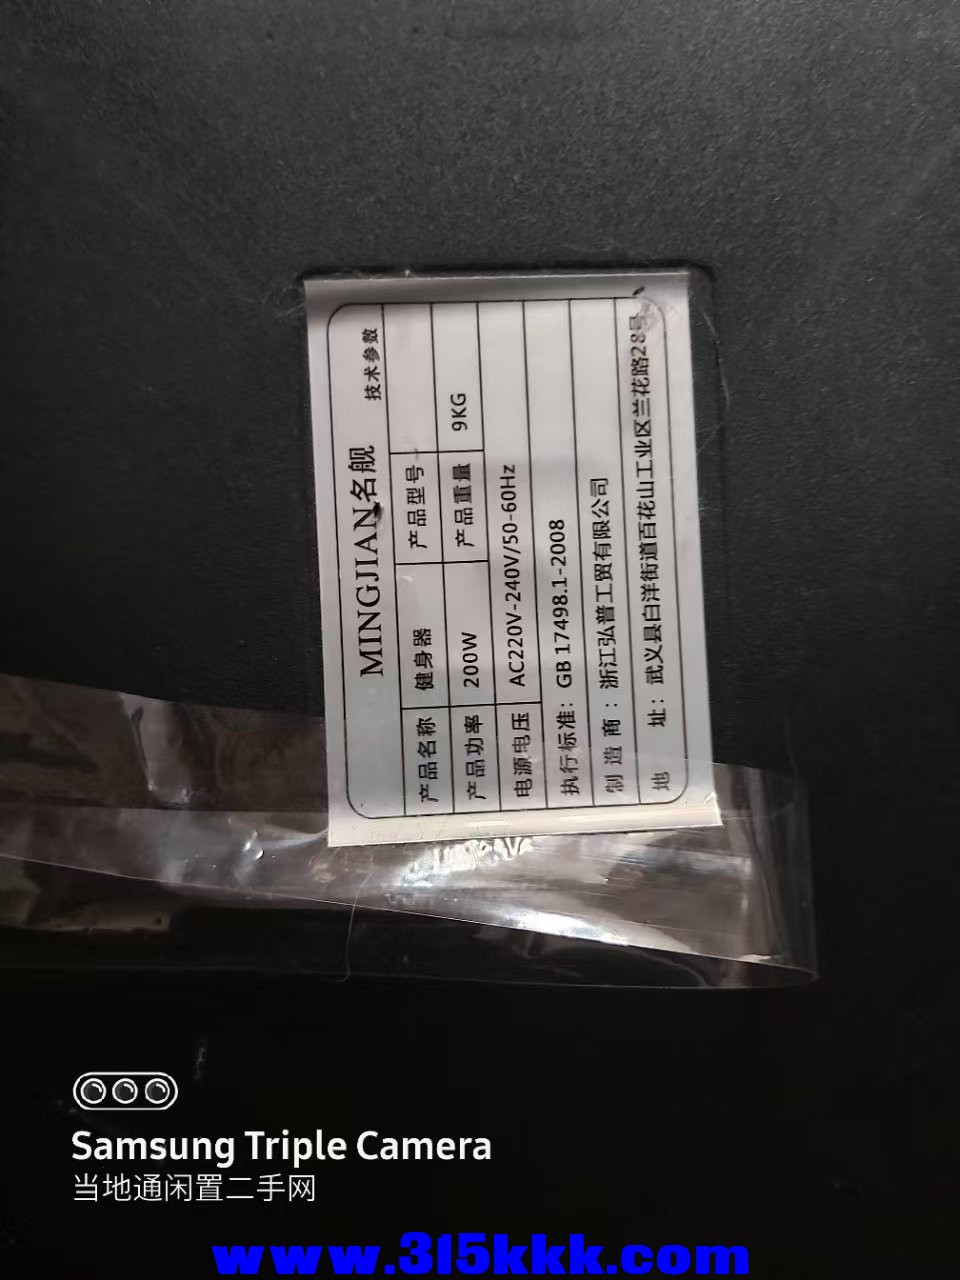 MINGJIAN名舰
技术参数
产品名称 健身器 产品型号
产品功率 200W 产品重量 9KG
电源电压 AC220V-240V/50-60Hz
执行标准：GB 17498.1-2008
制造商：浙江弘普工贸有限公司
地址：武义县白洋街道百花山工业区兰花路28号
Samsung Triple Camera
当地通闲置二手网
www.315kkk.com